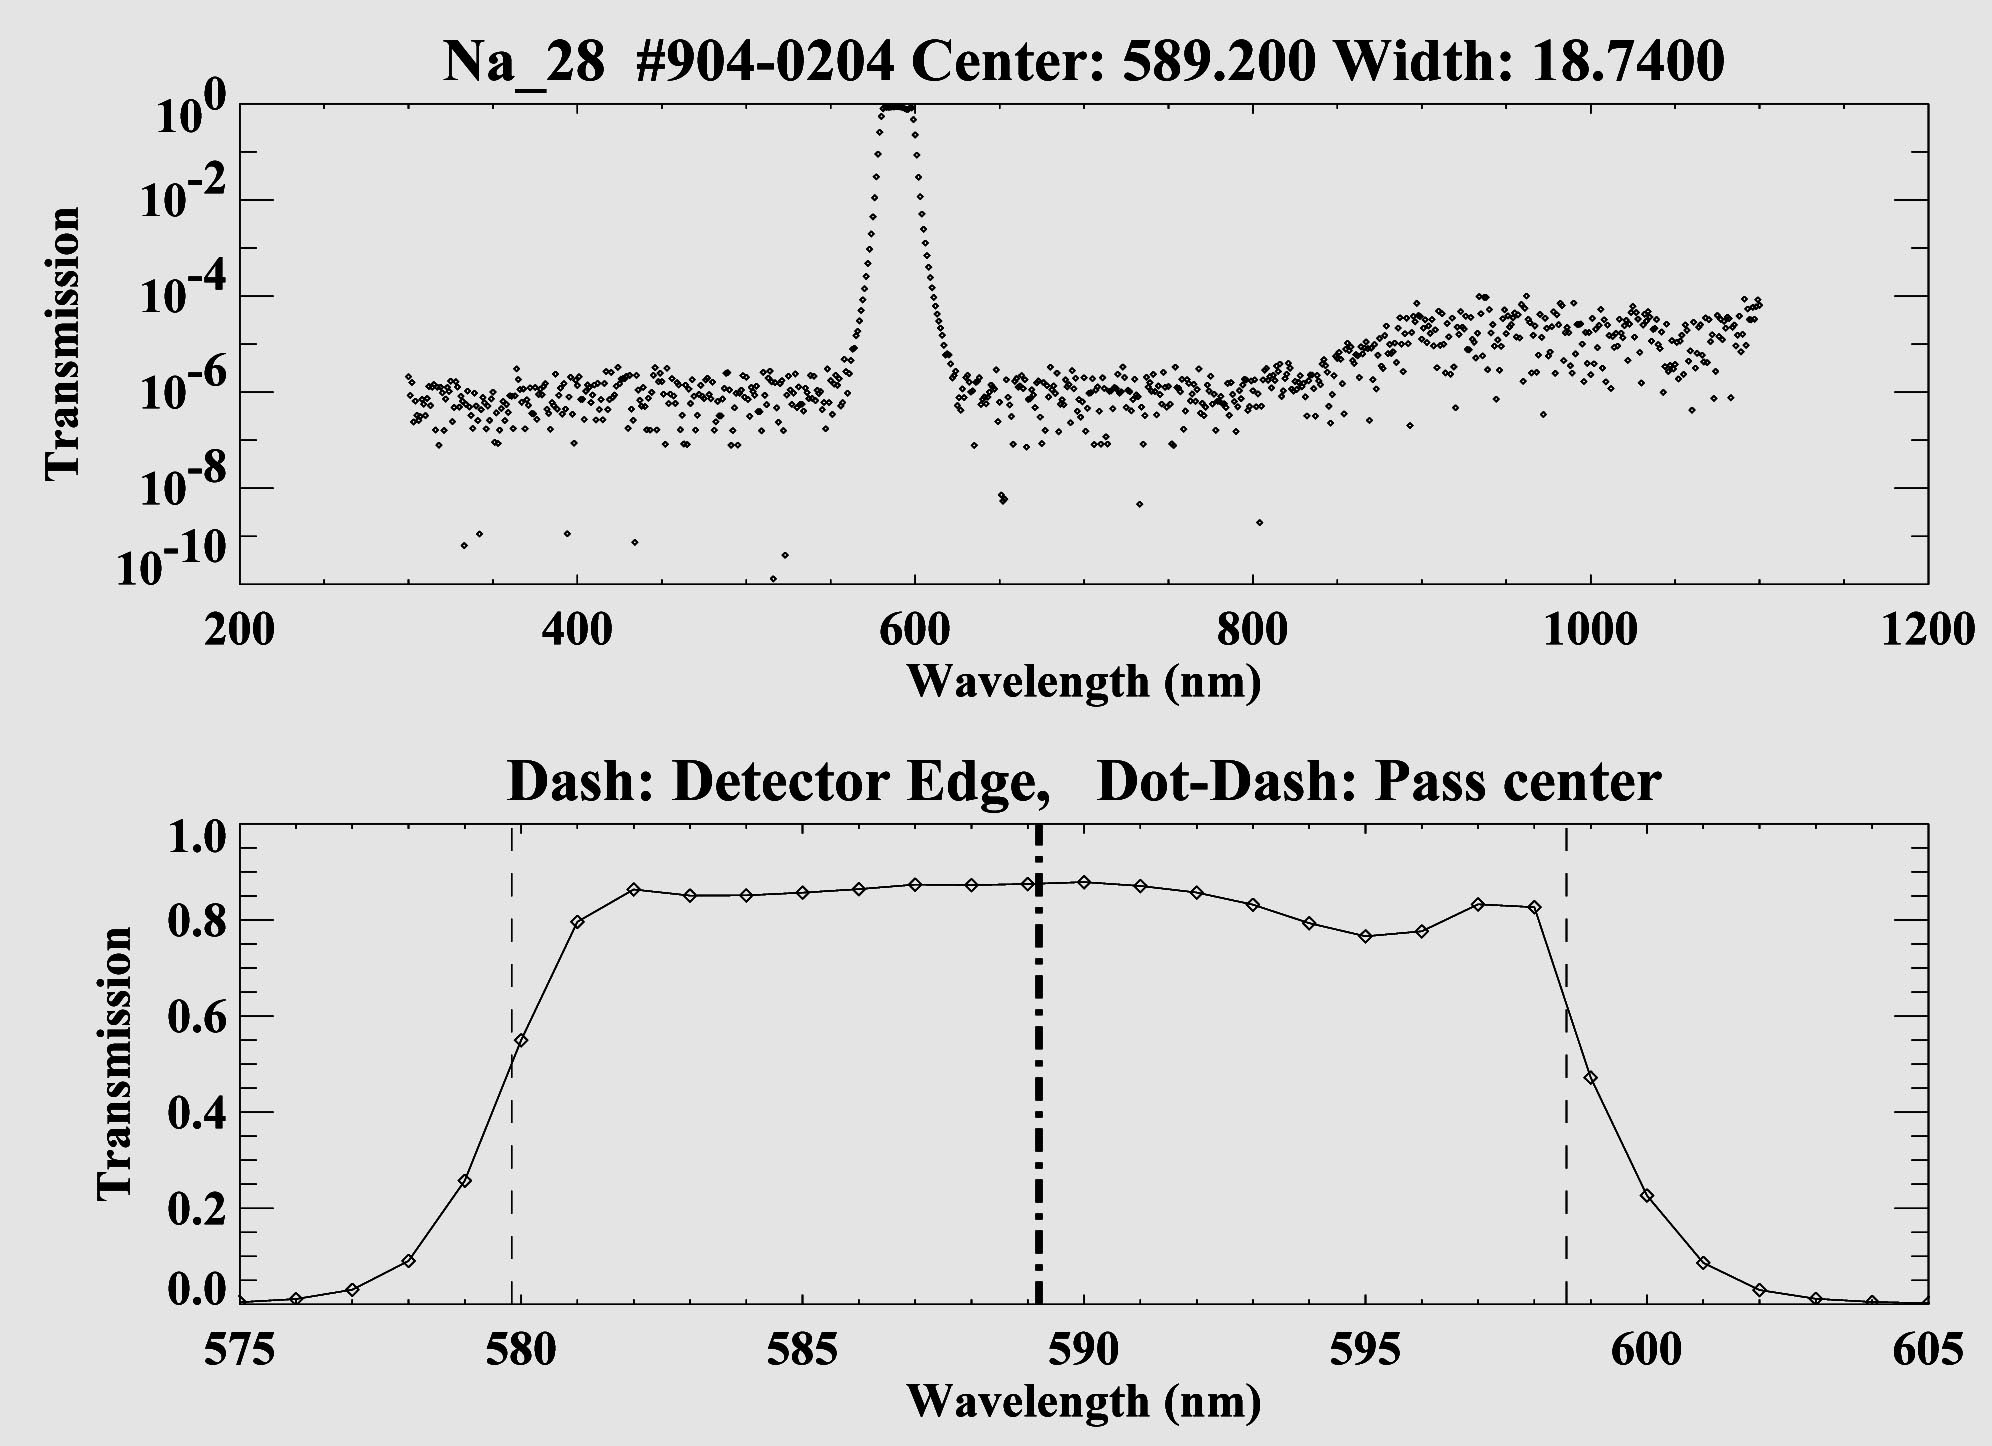 Na_28 #904-0204 Center: 589.200 Width: 18.7400
Transmission
10^0
10^-2
10^-4
10^-6
10^-8
10^-10
200 400 600 800 1000 1200
Wavelength (nm)
Dash: Detector Edge, Dot-Dash: Pass center
Transmission
1.0
0.8
0.6
0.4
0.2
0.0
575 580 585 590 595 600 605
Wavelength (nm)